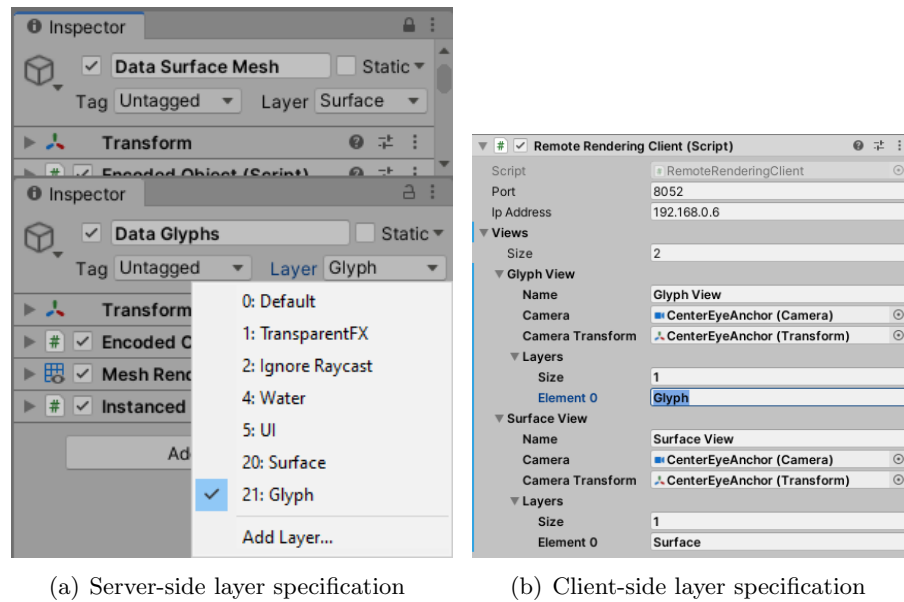 Inspector
Data Surface Mesh Static
Tag Untagged Layer Surface
Transform
# Encoded Object (Script)
Inspector
Data Glyphs Static
Tag Untagged Layer Glyph
Transform
# Encoded O
Mesh Rend
# Instanced
Ad
0: Default
1: TransparentFX
2: Ignore Raycast
4: Water
5: UI
20: Surface
21: Glyph
Add Layer...
(a) Server-side layer specification
# Remote Rendering Client (Script)
Script # RemoteRenderingClient
Port 8052
Ip Address 192.168.0.6
Views
Size 2
Glyph View
Name Glyph View
Camera CenterEyeAnchor (Camera)
Camera Transform CenterEyeAnchor (Transform)
Layers
Size 1
Element 0 Glyph
Surface View
Name Surface View
Camera CenterEyeAnchor (Camera)
Camera Transform CenterEyeAnchor (Transform)
Layers
Size 1
Element 0 Surface
(b) Client-side layer specification